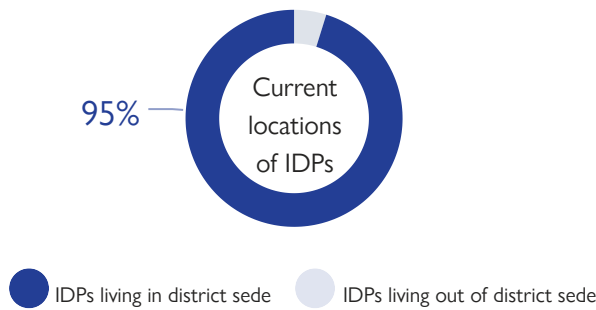 Current
locations
of IDPs
95%
IDPs living in district sede
IDPs living out of district sede